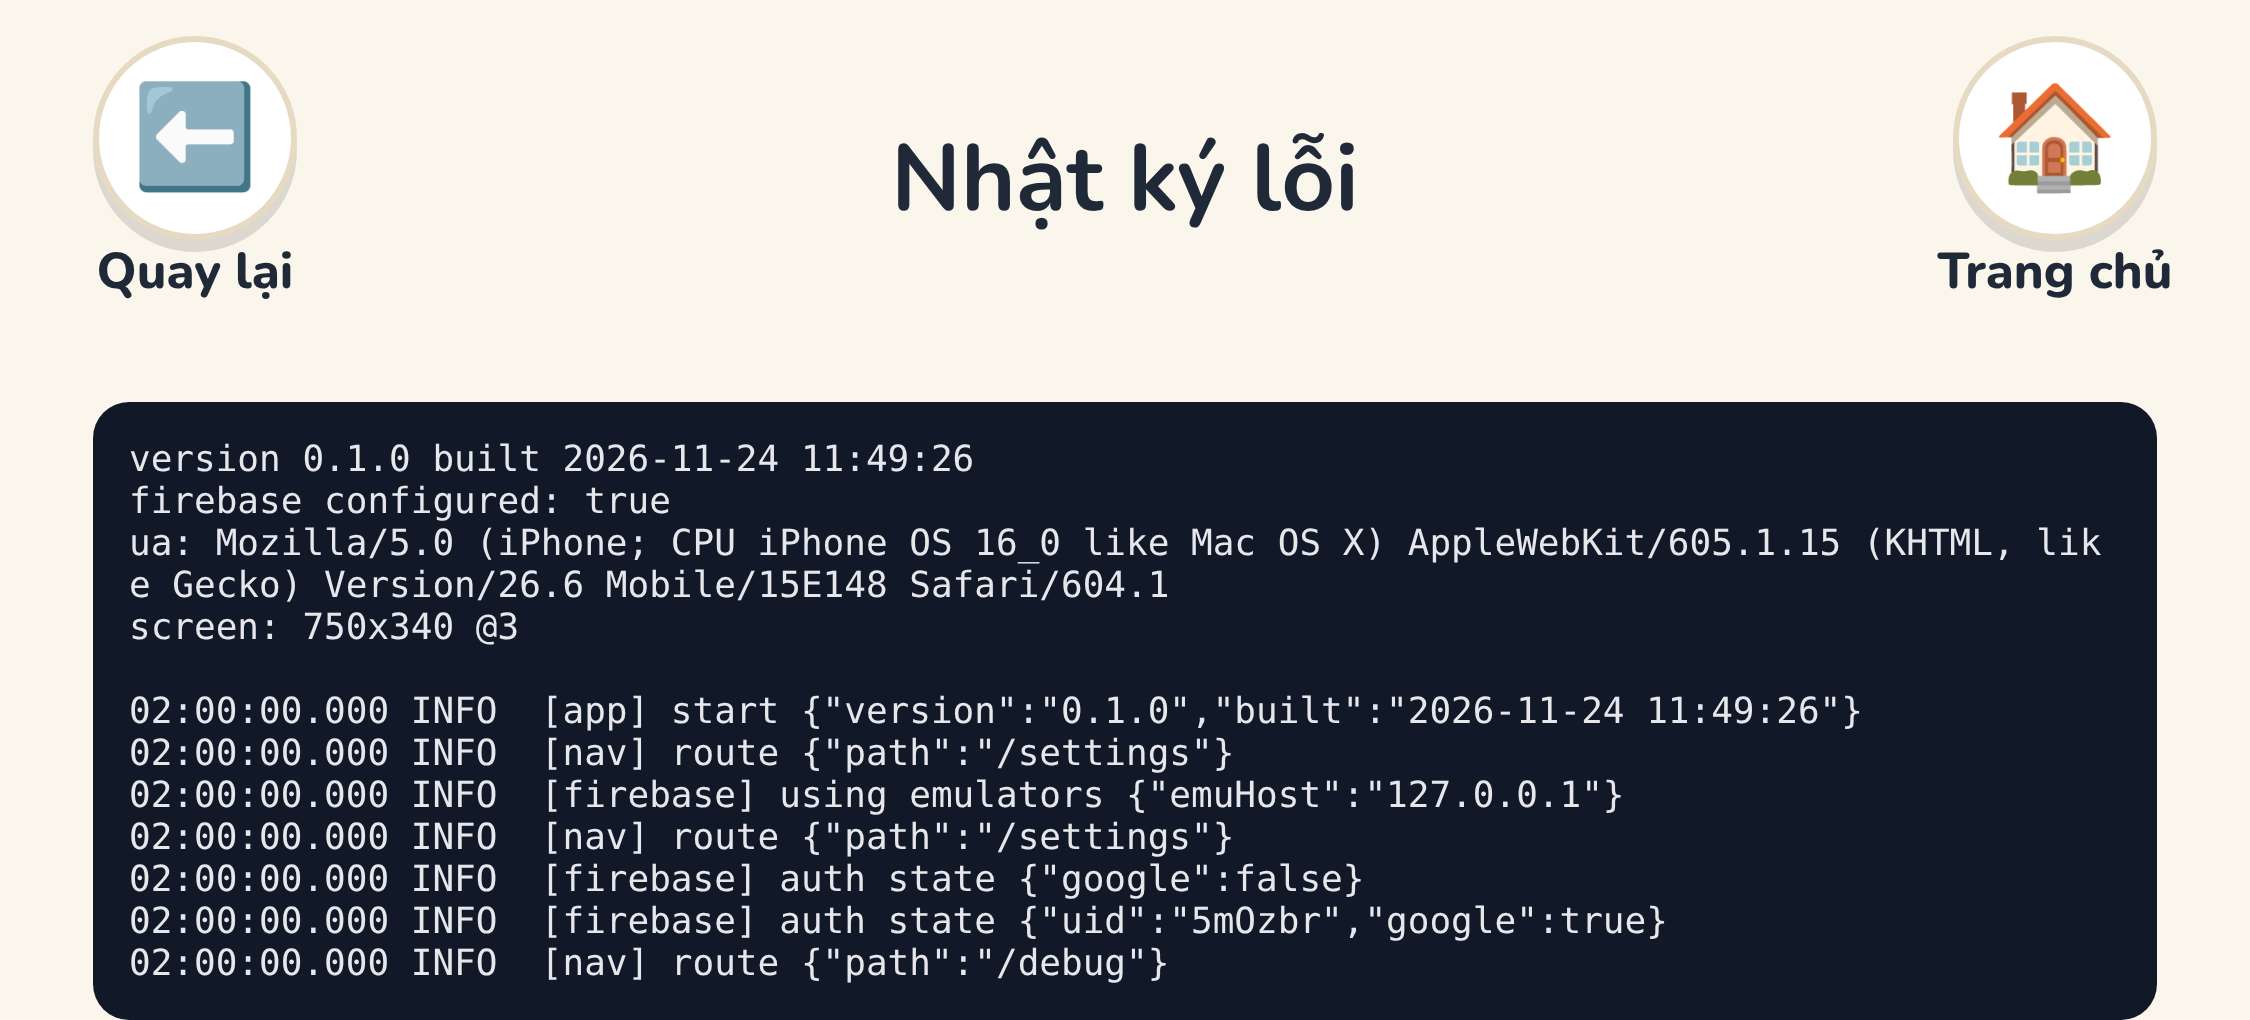 Nhật ký lỗi
Quay lại
Trang chủ
version 0.1.0 built 2026-11-24 11:49:26
firebase configured: true
ua: Mozilla/5.0 (iPhone; CPU iPhone OS 16_0 like Mac OS X) AppleWebKit/605.1.15 (KHTML, lik
e Gecko) Version/26.6 Mobile/15E148 Safari/604.1
screen: 750x340 @3
02:00:00.000 INFO  [app] start {"version":"0.1.0","built":"2026-11-24 11:49:26"}
02:00:00.000 INFO  [nav] route {"path":"/settings"}
02:00:00.000 INFO  [firebase] using emulators {"emuHost":"127.0.0.1"}
02:00:00.000 INFO  [nav] route {"path":"/settings"}
02:00:00.000 INFO  [firebase] auth state {"google":false}
02:00:00.000 INFO  [firebase] auth state {"uid":"5mOzbr","google":true}
02:00:00.000 INFO  [nav] route {"path":"/debug"}